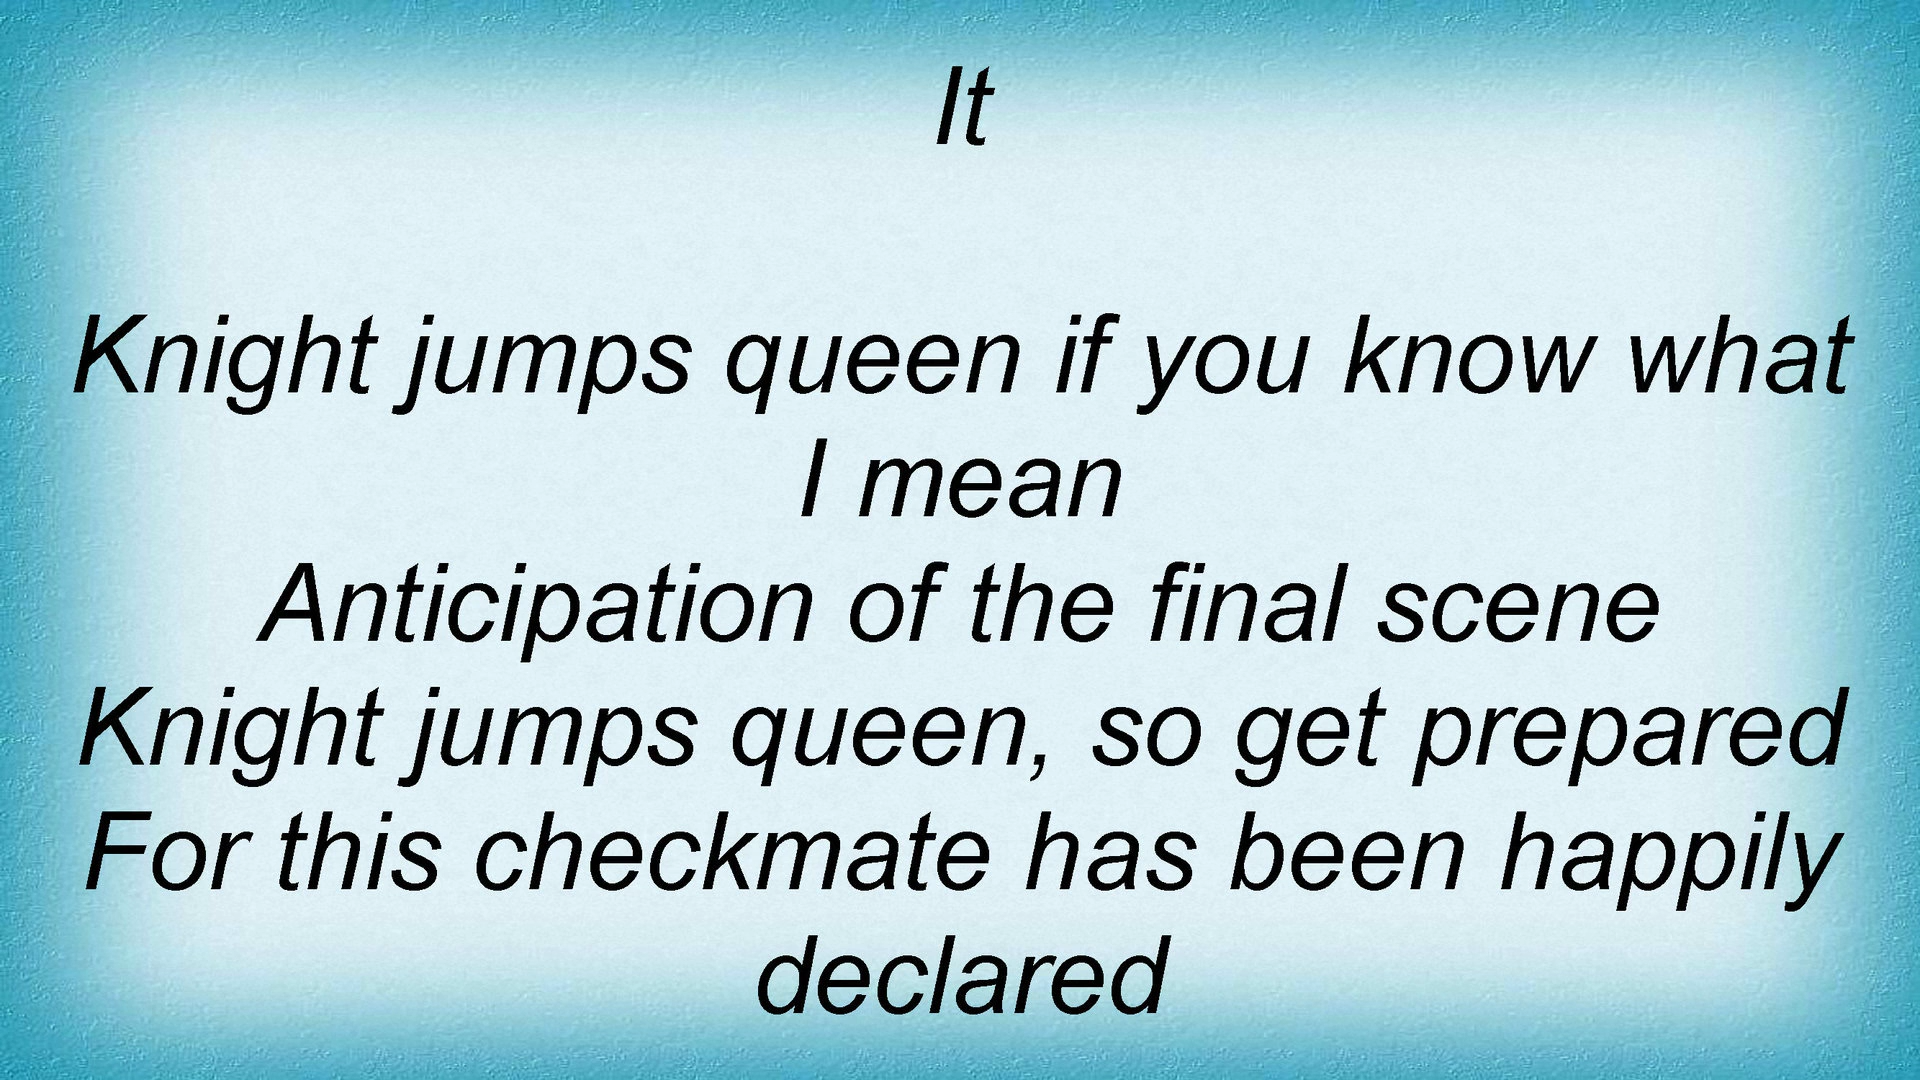 It
Knight jumps queen if you know what
I mean
Anticipation of the final scene
Knight jumps queen, so get prepared
For this checkmate has been happily
declared